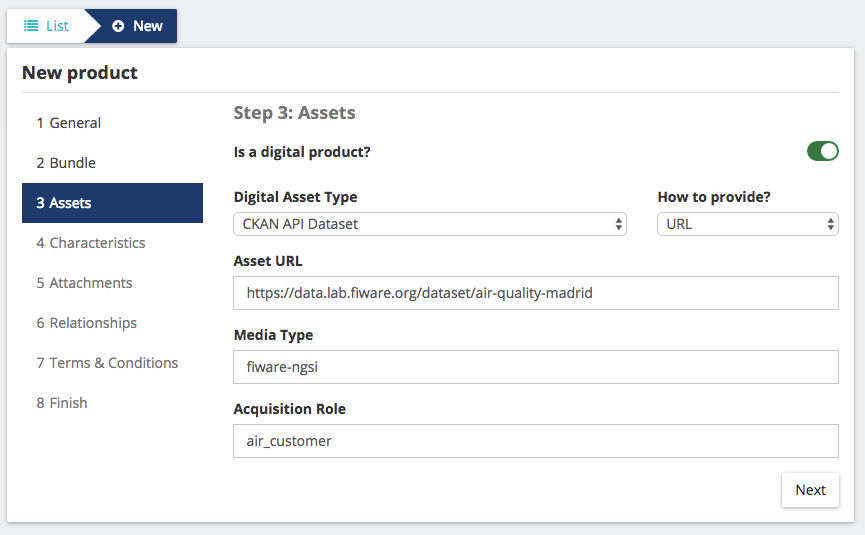 List
New
New product
1 General
2 Bundle
3 Assets
4 Characteristics
5 Attachments
6 Relationships
7 Terms & Conditions
8 Finish
Step 3: Assets
Is a digital product?
Digital Asset Type
CKAN API Dataset
How to provide?
URL
Asset URL
https://data.lab.fiware.org/dataset/air-quality-madrid
Media Type
fiware-ngsi
Acquisition Role
air_customer
Next